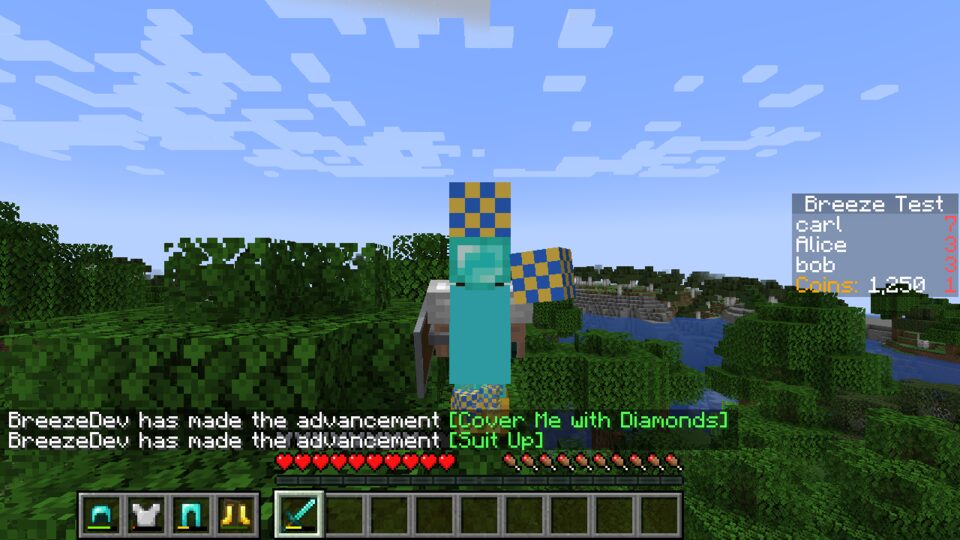 Breeze Test
carl 7
Alice 3
bob
Coins: 1,250 1
BreezeDev has made the advancement [Cover Me with Diamonds]
BreezeDev has made the advancement [Suit Up]